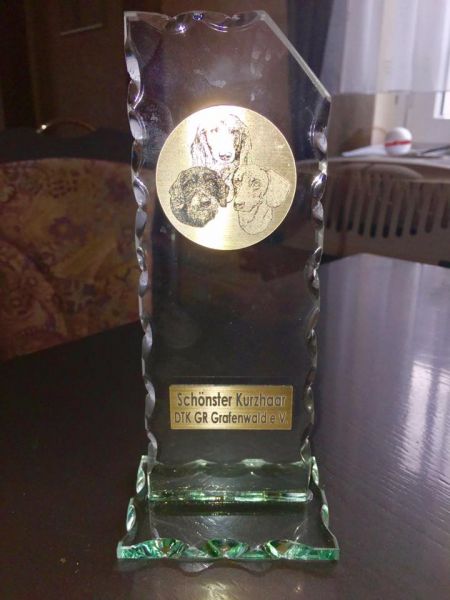 Schönster Kurzhaar
DTK GR Grafenwald e.V.